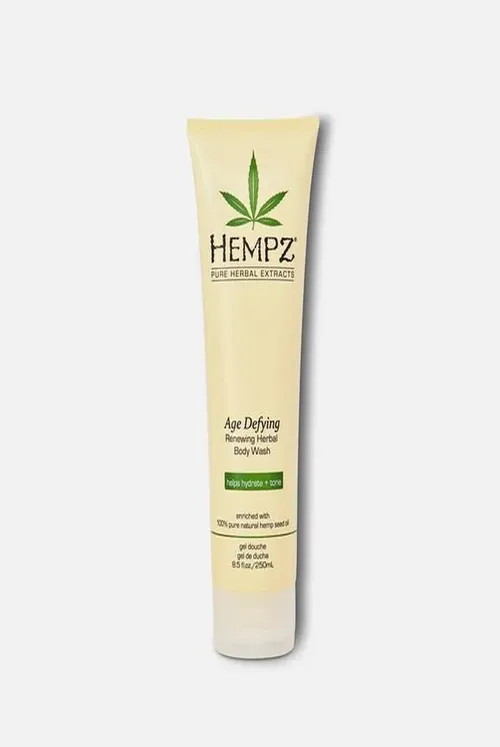 HEMPZ®
PURE HERBAL EXTRACTS
Age Defying
Renewing Herbal
Body Wash
helps hydrate + tone
enriched with
100% pure natural hemp seed oil
gel douche
gel de ducha
8.5 fl.oz./250mL